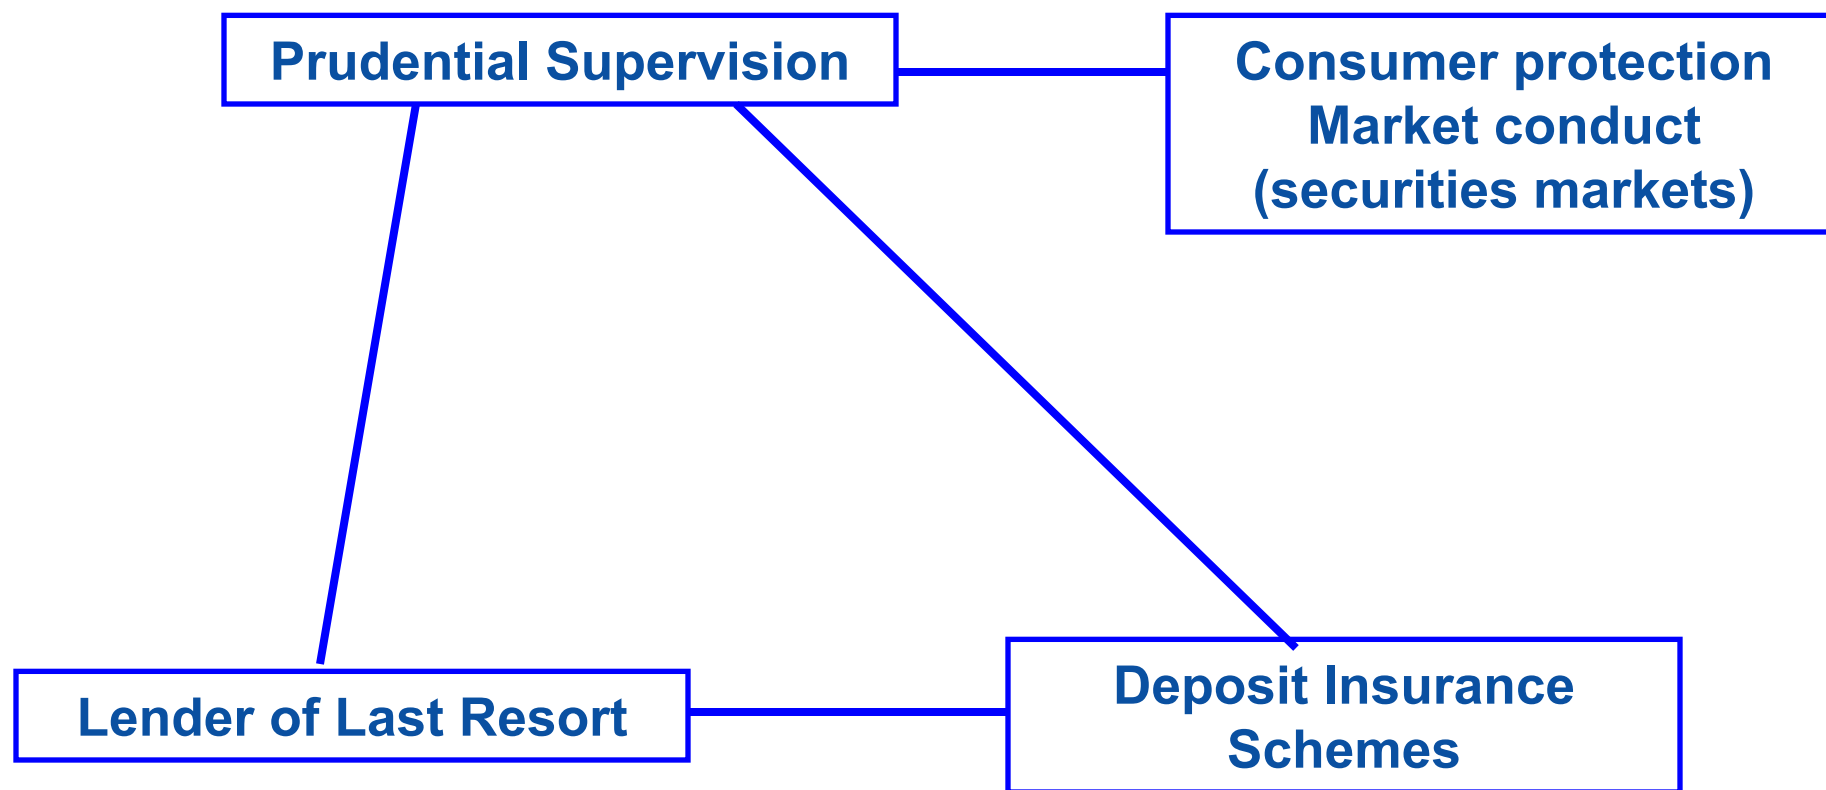 Prudential Supervision
Consumer protection
Market conduct
(securities markets)
Lender of Last Resort
Deposit Insurance
Schemes